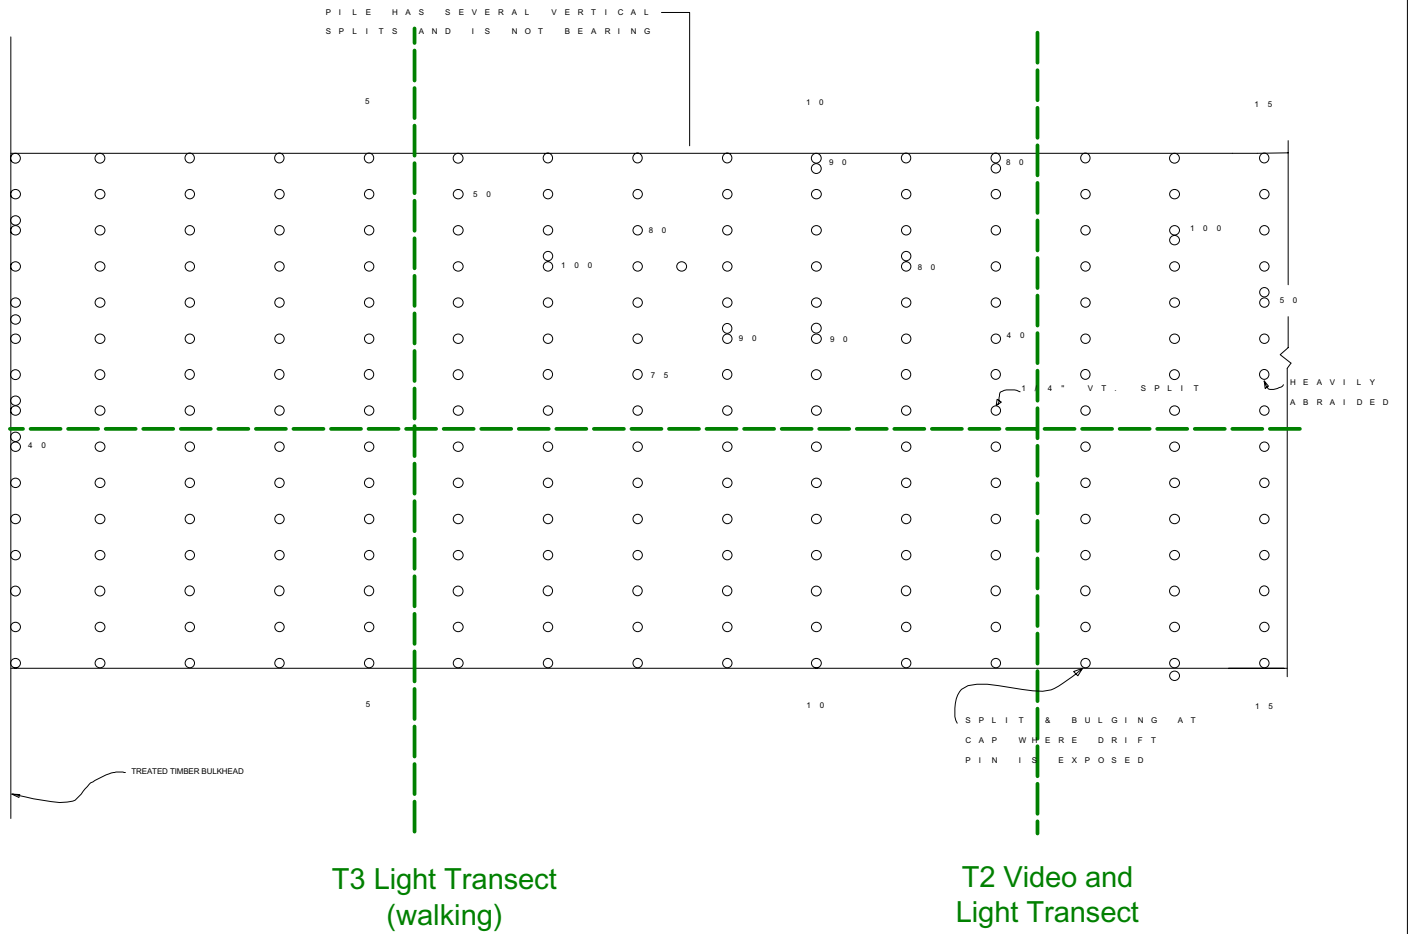 PILE HAS SEVERAL VERTICAL
SPLITS AND IS NOT BEARING
5
10
15
90
80
50
80
100
100
80
50
90
90
40
75
1/4" VT. SPLIT
HEAVILY
ABRAIDED
40
5
10
15
SPLIT & BULGING AT
CAP WHERE DRIFT
PIN IS EXPOSED
TREATED TIMBER BULKHEAD
T3 Light Transect
(walking)
T2 Video and
Light Transect